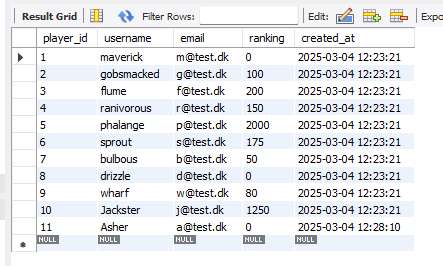 Result Grid Filter Rows: Edit: Expo
player_id username email ranking created_at
1 maverick m@test.dk 0 2025-03-04 12:23:21
2 gobsmacked g@test.dk 100 2025-03-04 12:23:21
3 flume f@test.dk 200 2025-03-04 12:23:21
4 ranivorous r@test.dk 150 2025-03-04 12:23:21
5 phalange p@test.dk 2000 2025-03-04 12:23:21
6 sprout s@test.dk 175 2025-03-04 12:23:21
7 bulbous b@test.dk 50 2025-03-04 12:23:21
8 drizzle d@test.dk 0 2025-03-04 12:23:21
9 wharf w@test.dk 80 2025-03-04 12:23:21
10 Jackster j@test.dk 1250 2025-03-04 12:23:21
11 Asher a@test.dk 0 2025-03-04 12:28:10
NULL NULL NULL NULL NULL